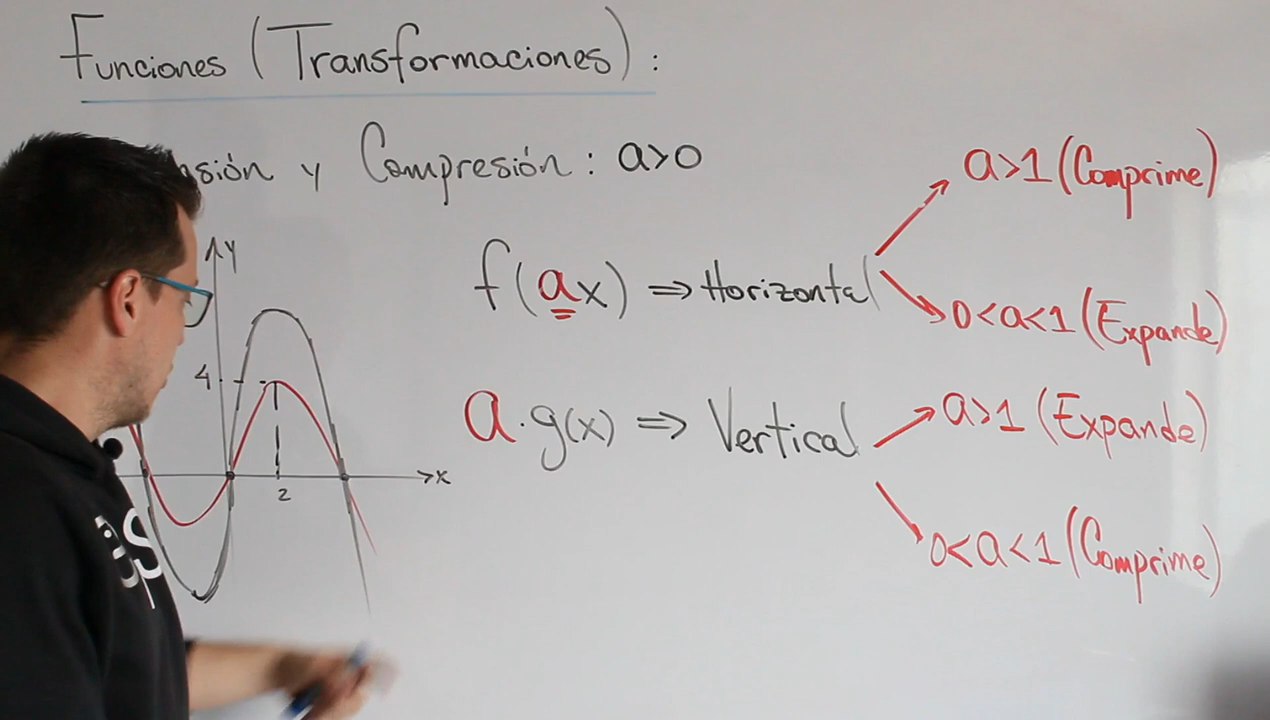 Funciones (Transformaciones):
nsión y Compresión: a>0
a>1 (Comprime)
f(ax) ⇒ Horizontal
0<a<1 (Expande)
a·g(x) ⇒ Vertical
a>1 (Expande)
0<a<1 (Comprime)
y
4
2
x